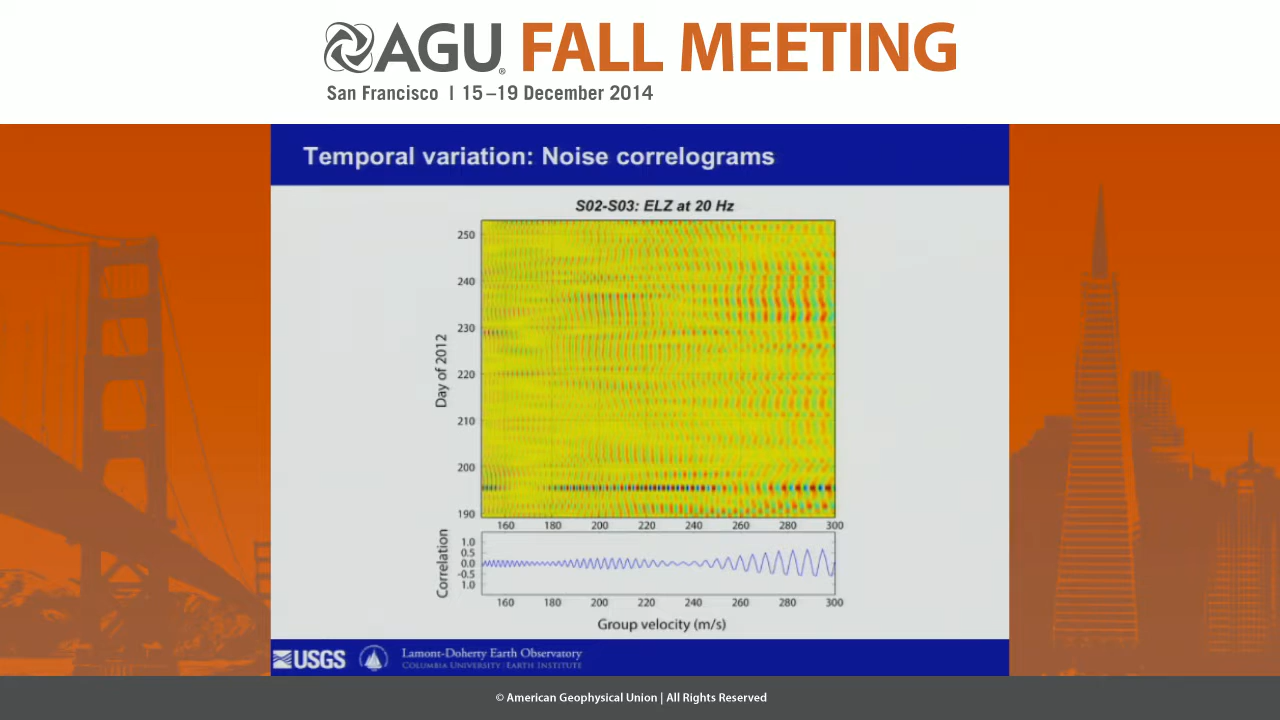 AGU® FALL MEETING
San Francisco | 15–19 December 2014
Temporal variation: Noise correlograms
S02-S03: ELZ at 20 Hz
Day of 2012
250
240
230
220
210
200
190
160 180 200 220 240 260 280 300
Correlation
1.0
0.5
0.0
-0.5
1.0
160 180 200 220 240 260 280 300
Group velocity (m/s)
USGS
Lamont-Doherty Earth Observatory
Columbia University | Earth Institute
© American Geophysical Union | All Rights Reserved